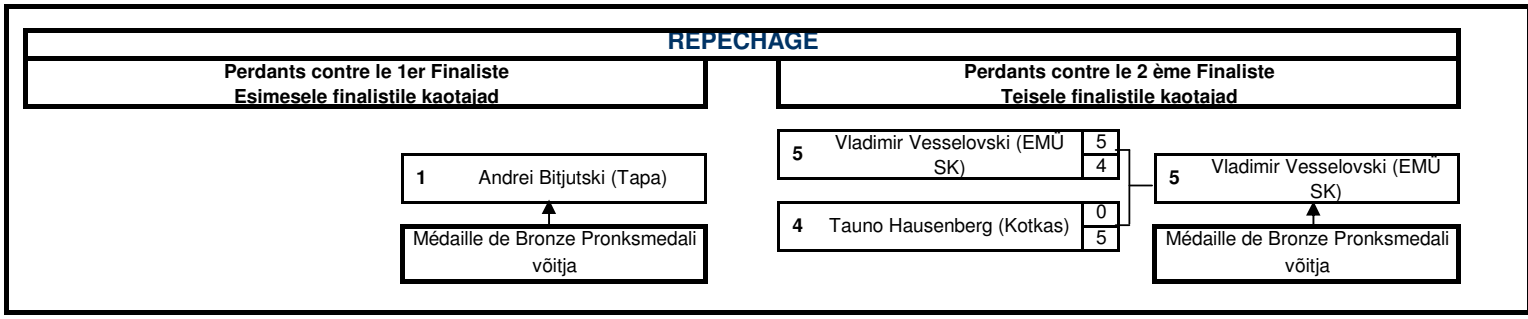 REPECHAGE
Perdants contre le 1er Finaliste
Esimesele finalistile kaotajad
Perdants contre le 2 ème Finaliste
Teisele finalistile kaotajad
1 Andrei Bitjutski (Tapa)
Médaille de Bronze Pronksmedali
võitja
5 Vladimir Vesselovski (EMÜ
SK)
5
4
4 Tauno Hausenberg (Kotkas)
0
5
5 Vladimir Vesselovski (EMÜ
SK)
Médaille de Bronze Pronksmedali
võitja